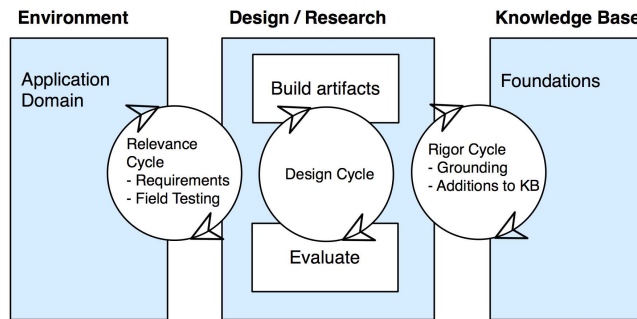 Environment
Design / Research
Knowledge Base
Application
Domain
Build artifacts
Foundations
Relevance
Cycle
- Requirements
- Field Testing
Design Cycle
Rigor Cycle
- Grounding
- Additions to KB
Evaluate